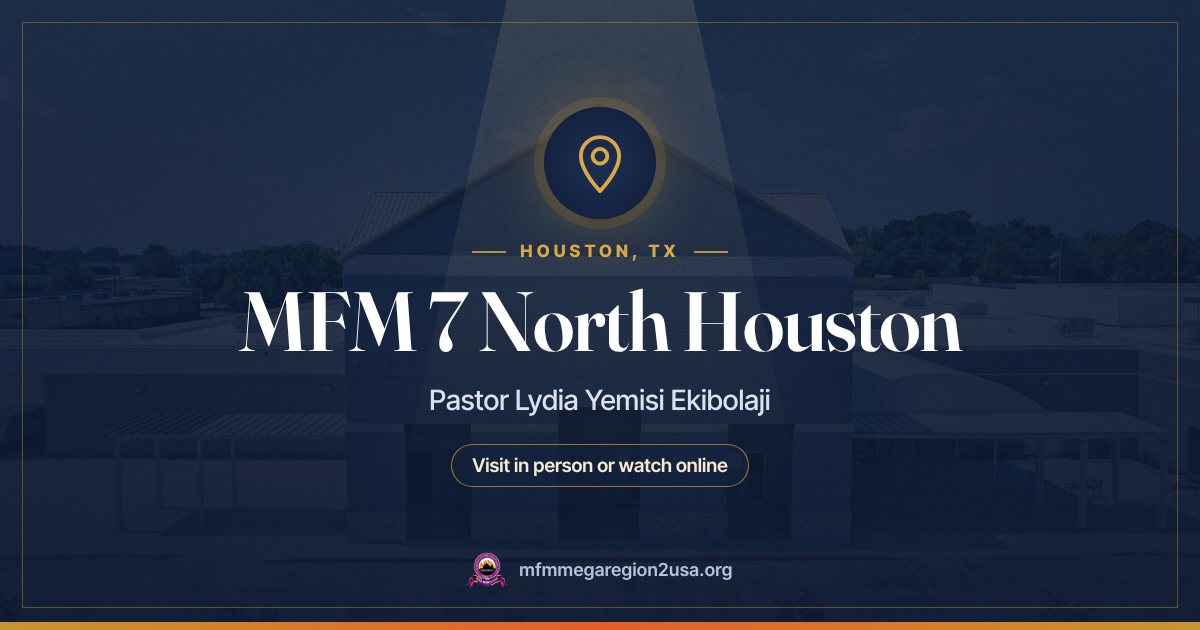 HOUSTON, TX
MFM 7 North Houston
Pastor Lydia Yemisi Ekibolaji
Visit in person or watch online
mfmmegaregion2usa.org